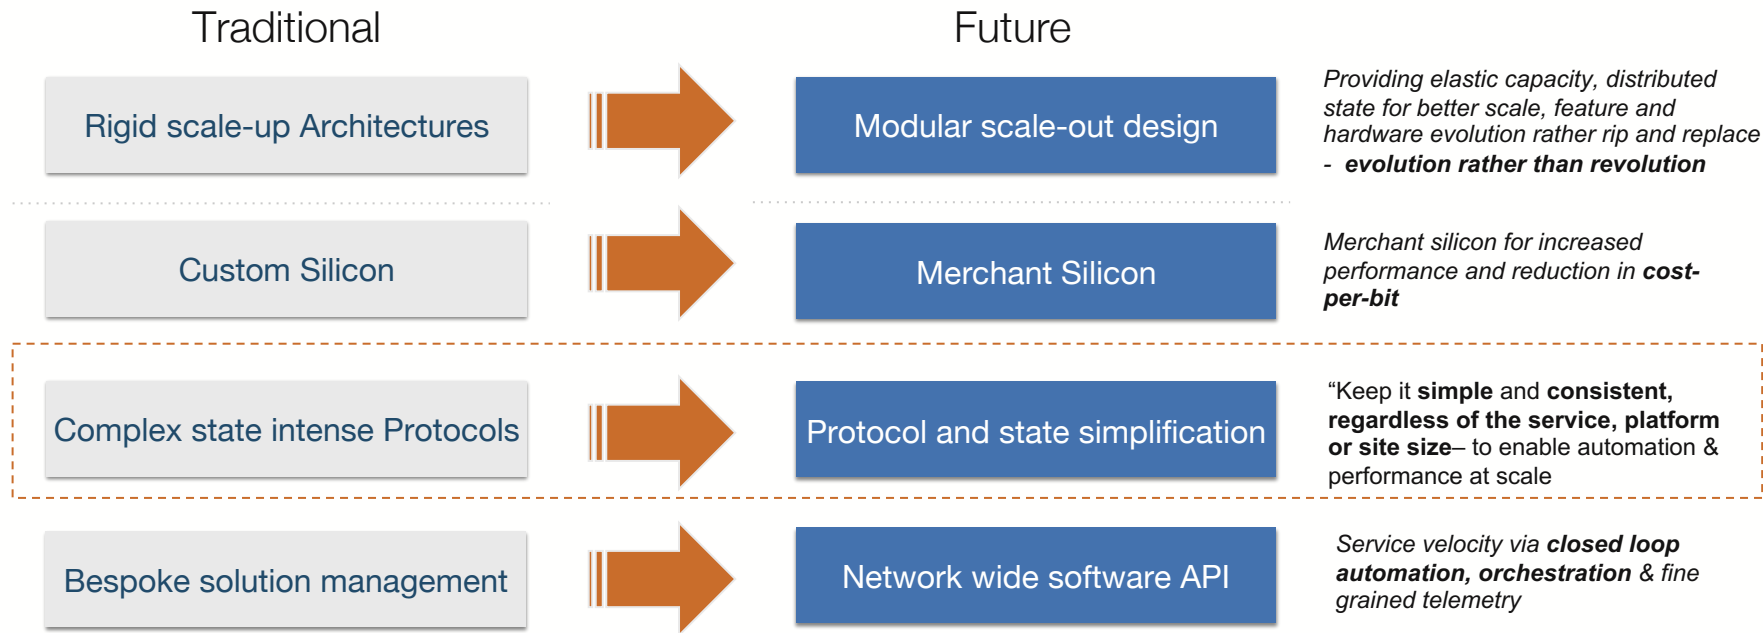 Traditional
Future
Rigid scale-up Architectures
Modular scale-out design
Providing elastic capacity, distributed
state for better scale, feature and
hardware evolution rather rip and replace
- evolution rather than revolution
Custom Silicon
Merchant Silicon
Merchant silicon for increased
performance and reduction in cost-
per-bit
Complex state intense Protocols
Protocol and state simplification
“Keep it simple and consistent,
regardless of the service, platform
or site size– to enable automation &
performance at scale
Bespoke solution management
Network wide software API
Service velocity via closed loop
automation, orchestration & fine
grained telemetry